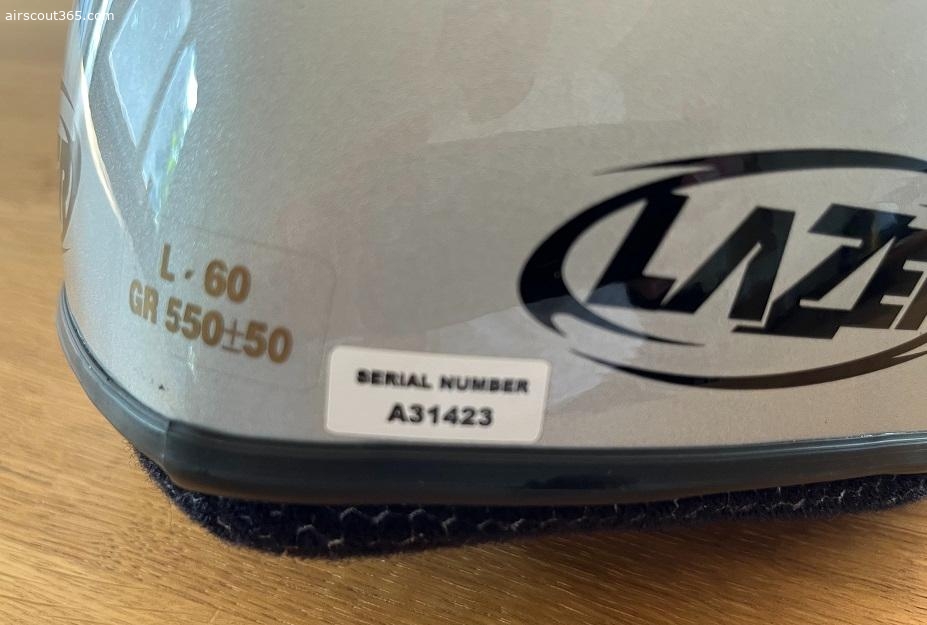 airscout365.com
L - 60
GR 550±50
SERIAL NUMBER
A31423
LAZE